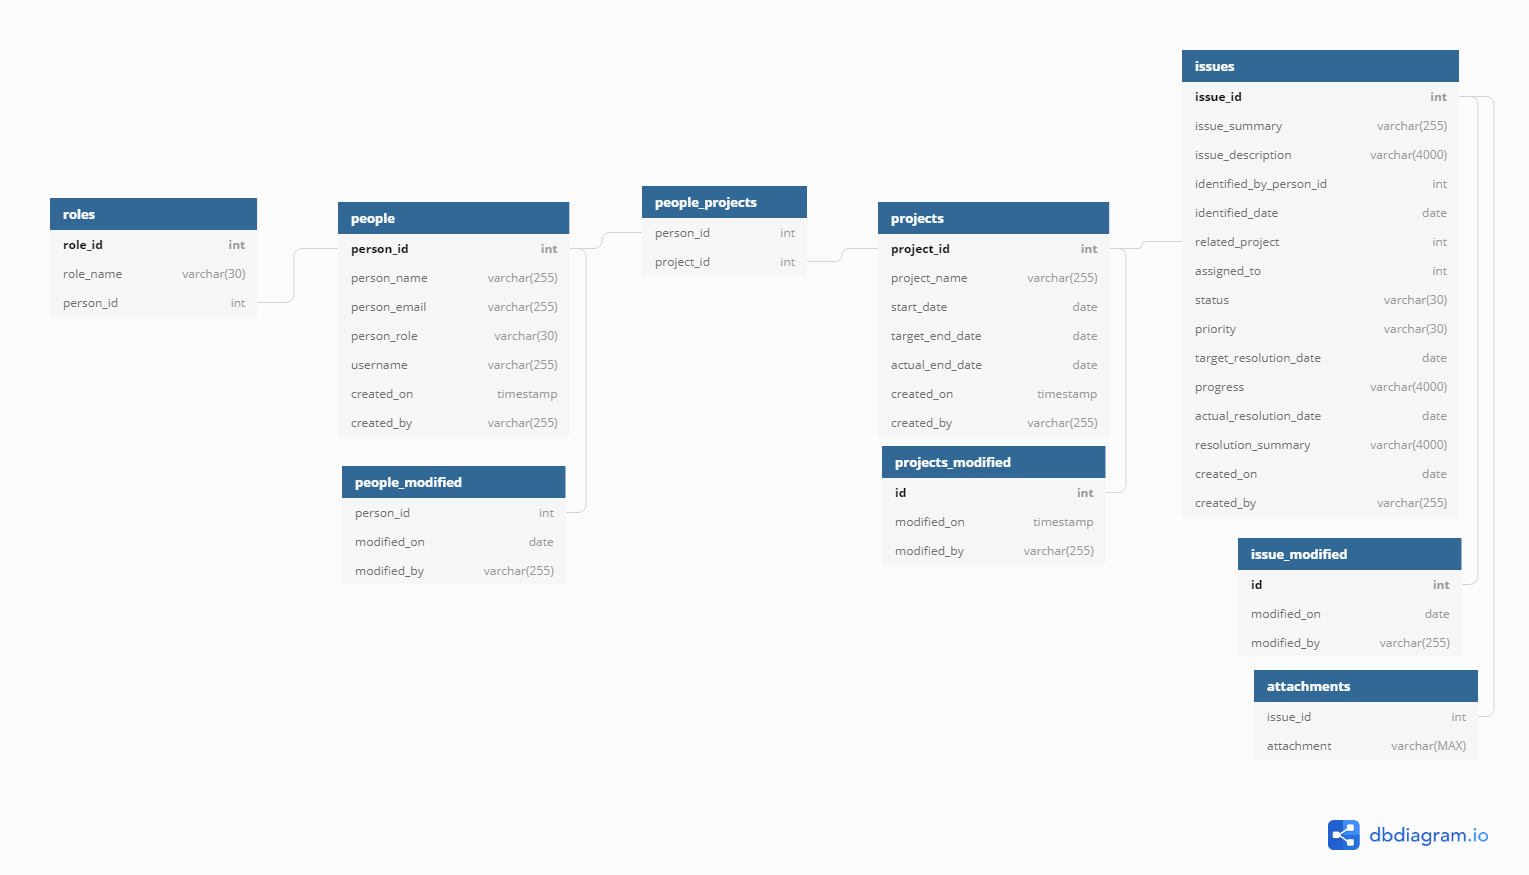 roles
role_id int
role_name varchar(30)
person_id int
people
person_id int
person_name varchar(255)
person_email varchar(255)
person_role varchar(30)
username varchar(255)
created_on timestamp
created_by varchar(255)
people_modified
person_id int
modified_on date
modified_by varchar(255)
people_projects
person_id int
project_id int
projects
project_id int
project_name varchar(255)
start_date date
target_end_date date
actual_end_date date
created_on timestamp
created_by varchar(255)
projects_modified
id int
modified_on timestamp
modified_by varchar(255)
issues
issue_id int
issue_summary varchar(255)
issue_description varchar(4000)
identified_by_person_id int
identified_date date
related_project int
assigned_to int
status varchar(30)
priority varchar(30)
target_resolution_date date
progress varchar(4000)
actual_resolution_date date
resolution_summary varchar(4000)
created_on date
created_by varchar(255)
issue_modified
id int
modified_on date
modified_by varchar(255)
attachments
issue_id int
attachment varchar(MAX)
dbdiagram.io